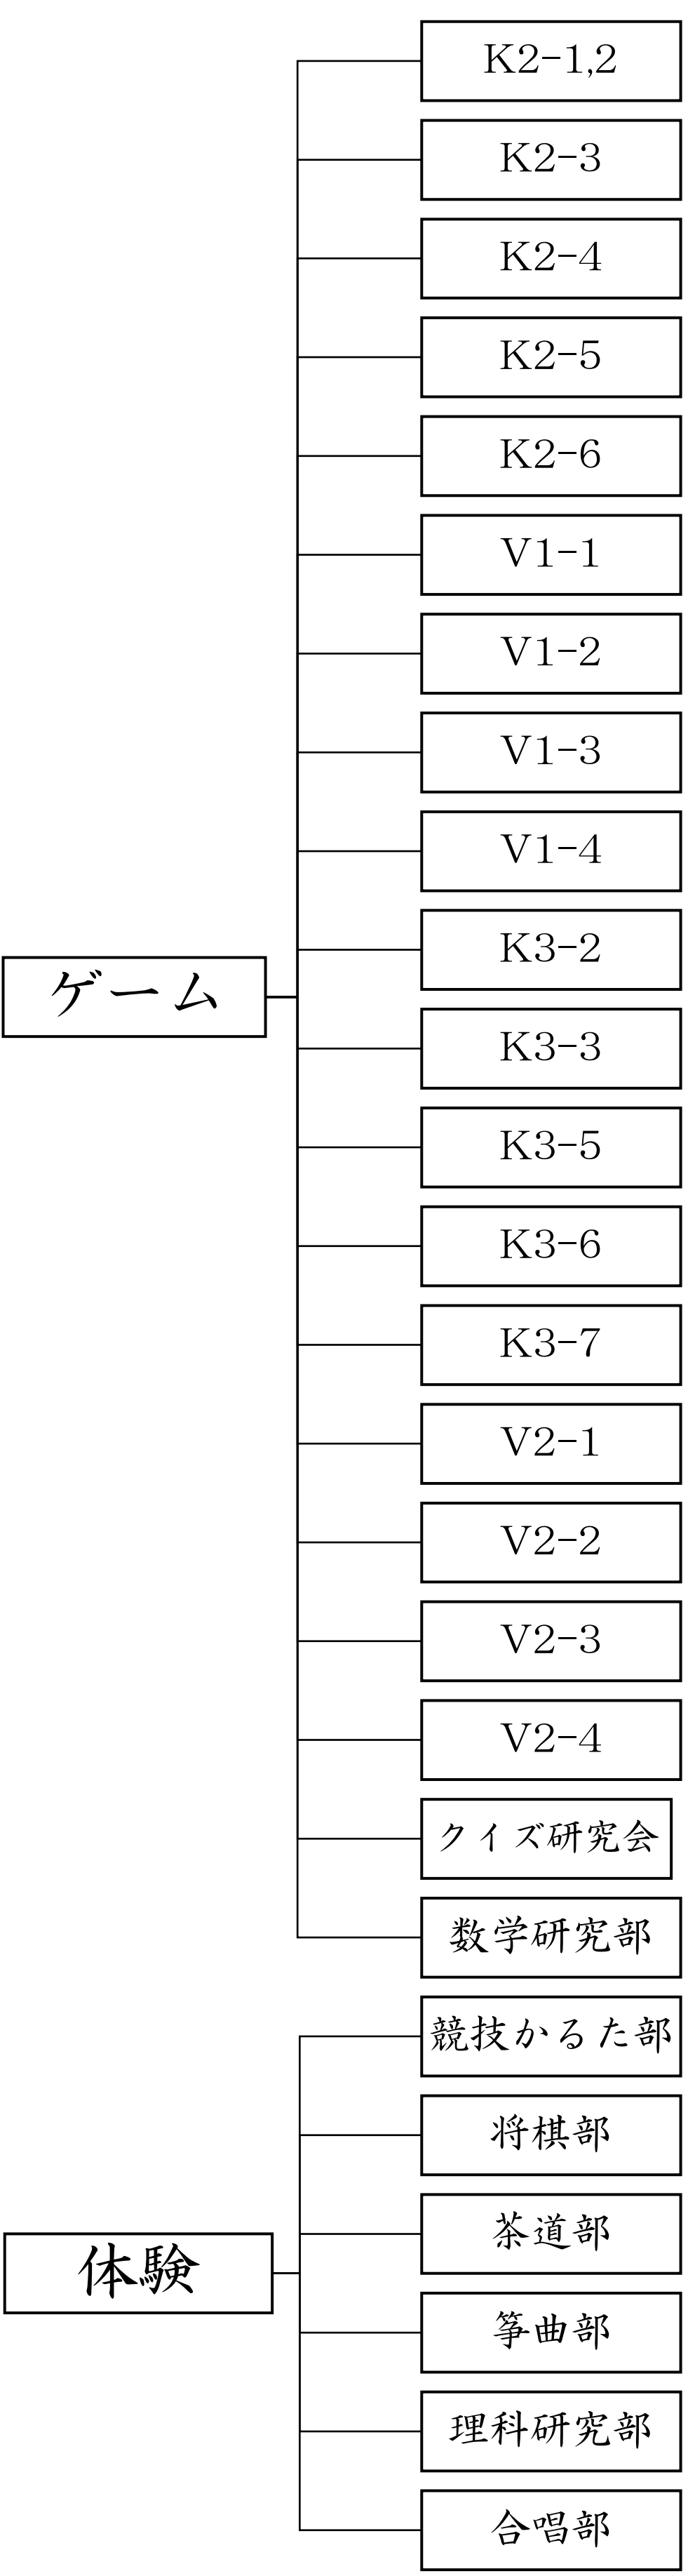 ゲーム
K2-1,2
K2-3
K2-4
K2-5
K2-6
V1-1
V1-2
V1-3
V1-4
K3-2
K3-3
K3-5
K3-6
K3-7
V2-1
V2-2
V2-3
V2-4
クイズ研究会
数学研究部
体験
競技かるた部
将棋部
茶道部
箏曲部
理科研究部
合唱部